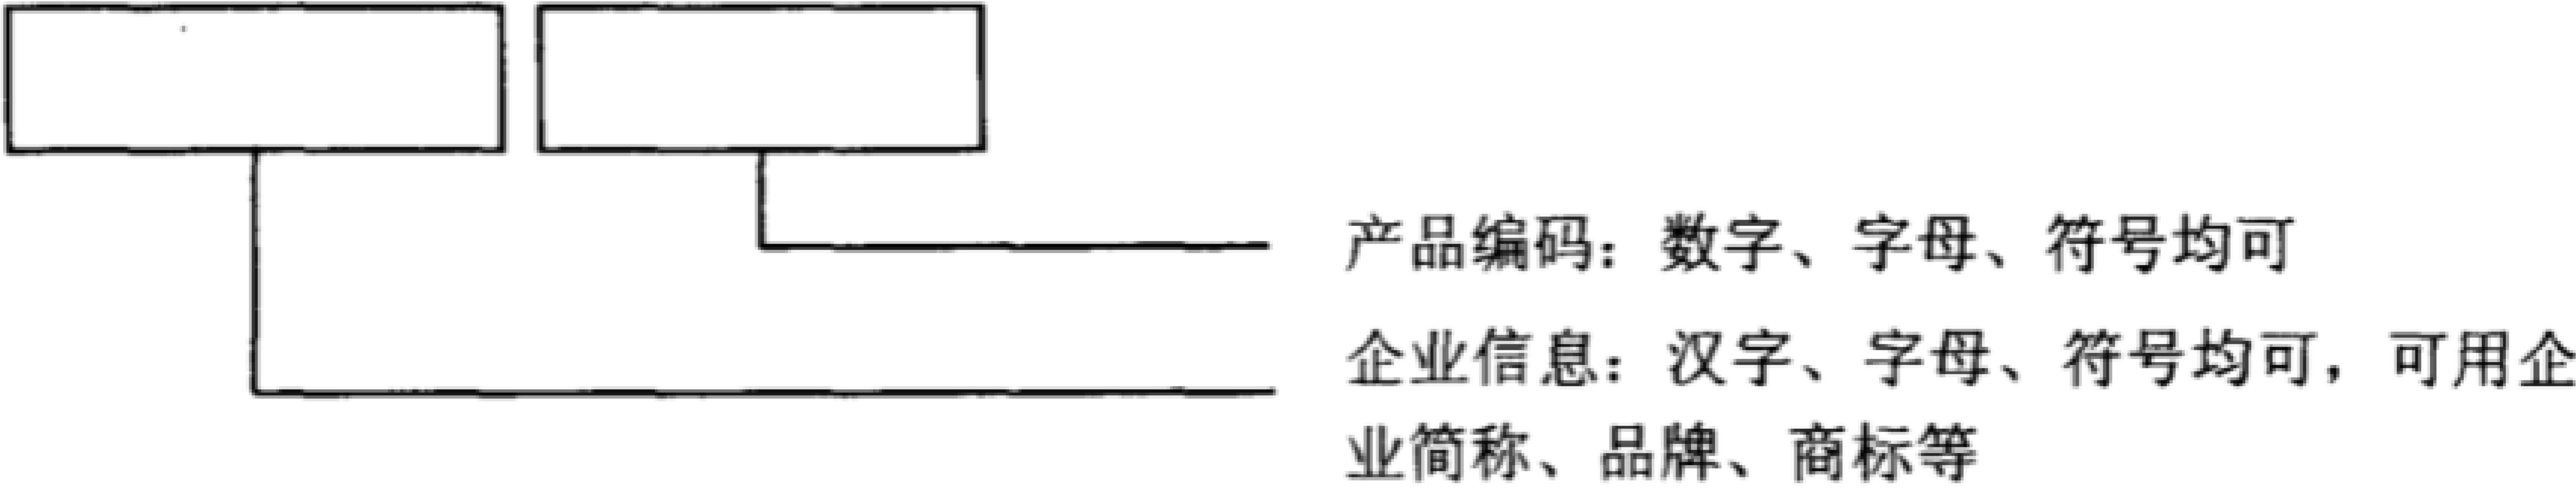 产品编码：数字、字母、符号均可
企业信息：汉字、字母、符号均可，可用企
业简称、品牌、商标等